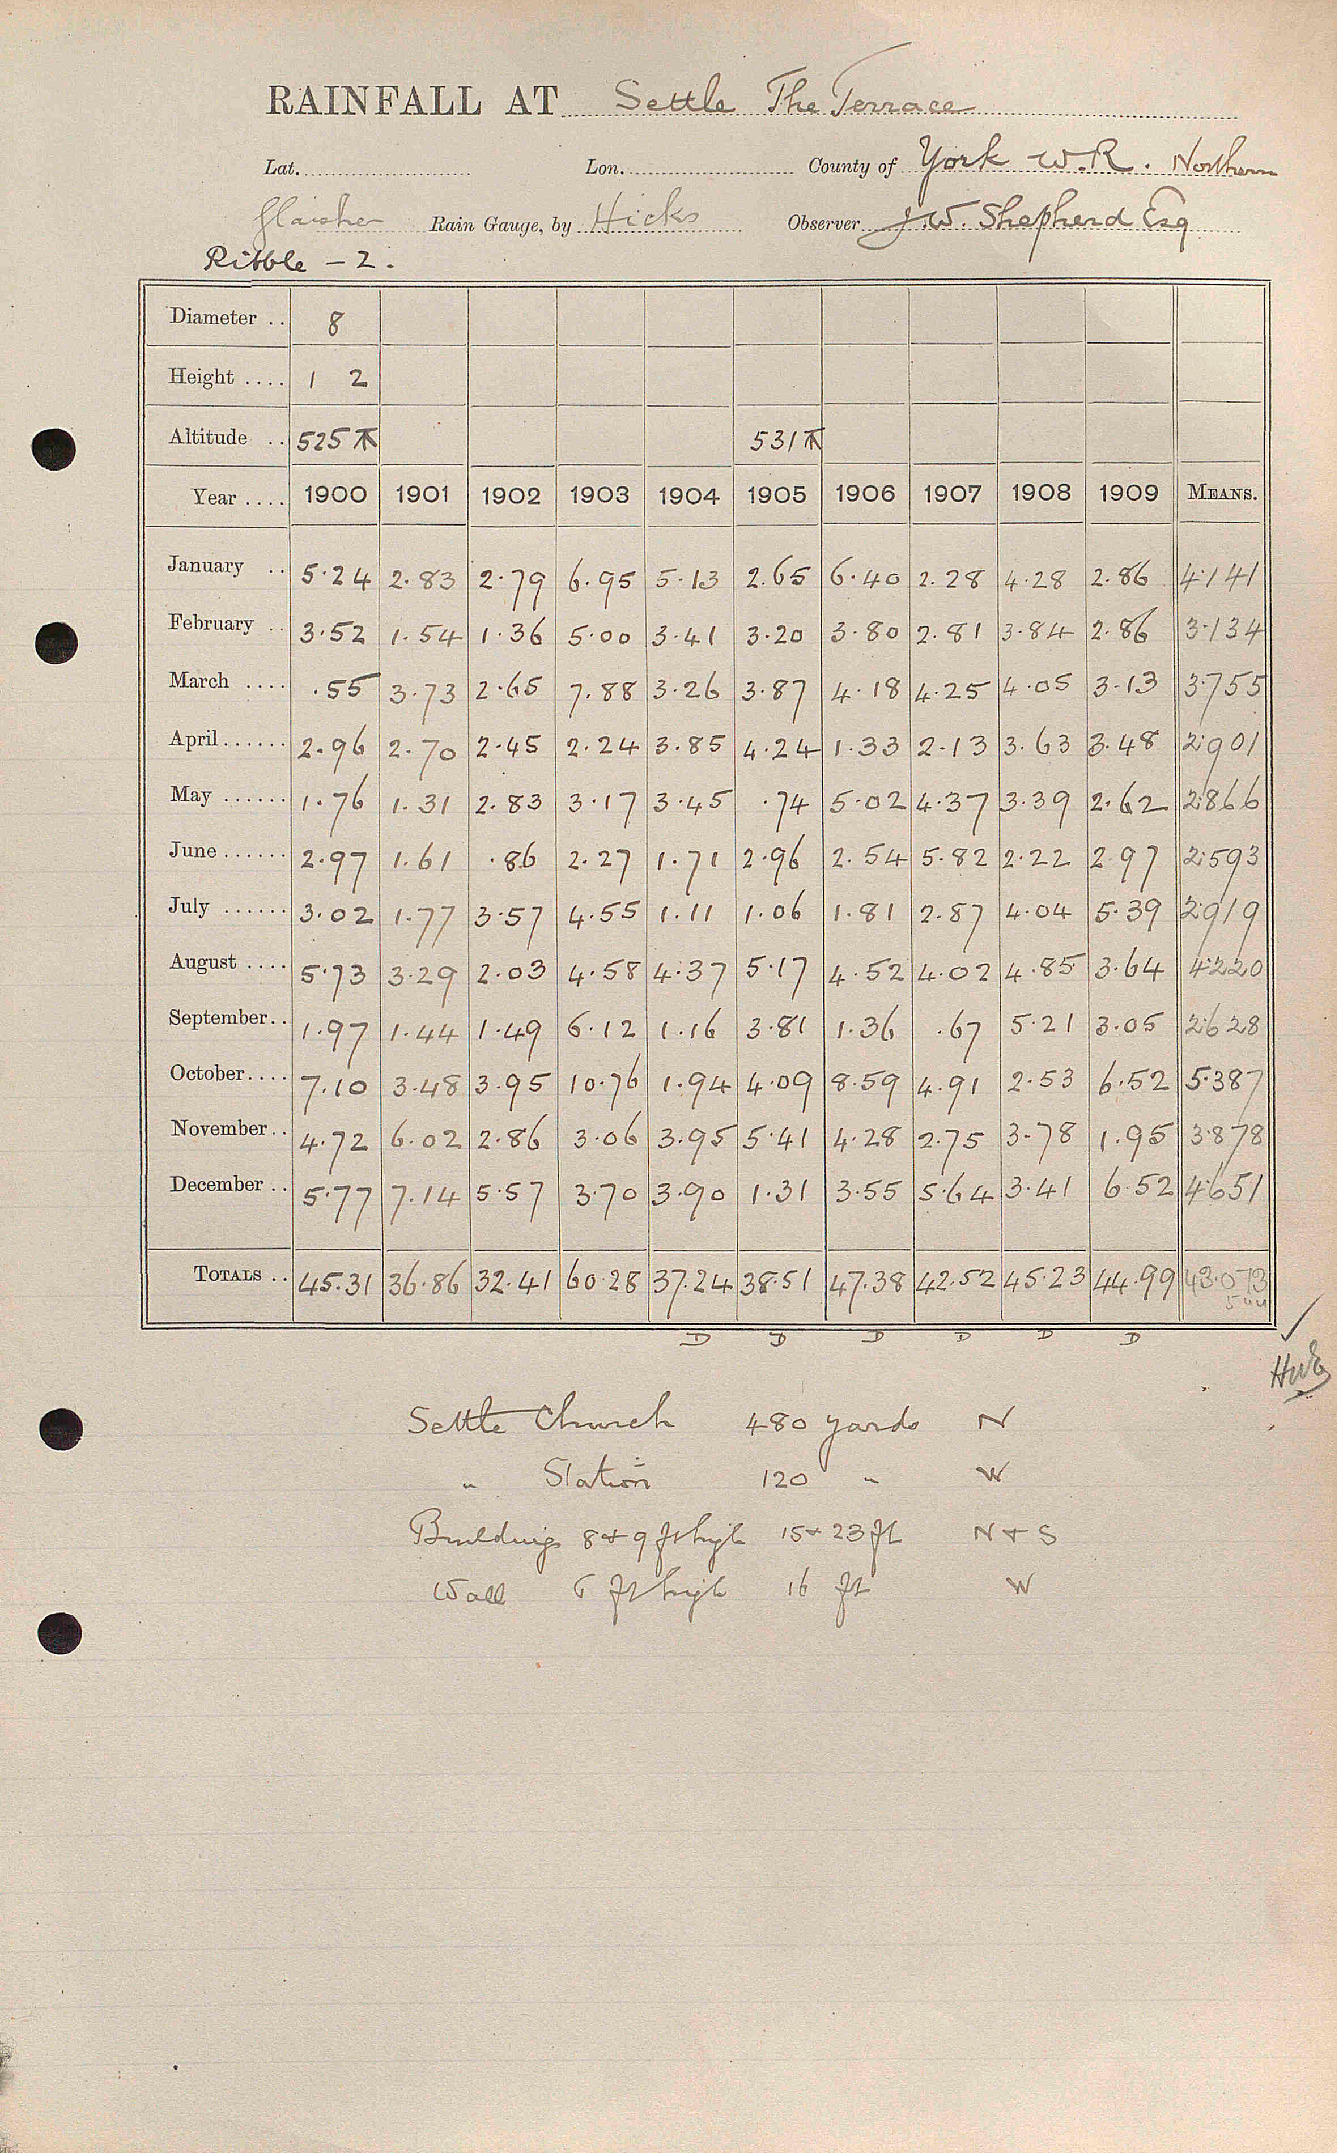 RAINFALL AT Settle The Terrace
Lat. Lon. County of York W.R. Northern
Glaisher Rain Gauge, by Hicks Observer J.W. Shepherd Esq
Ribble - 2.
Diameter .. 8
Height .... 1 2
Altitude .. 525 531
Year .... 1900 1901 1902 1903 1904 1905 1906 1907 1908 1909 MEANS.
January .. 5.24 2.83 2.79 6.95 5.13 2.65 6.40 2.28 4.28 2.86 4.141
February .. 3.52 1.54 1.36 5.00 3.41 3.20 3.80 2.81 3.84 2.86 3.134
March .... .55 3.73 2.65 7.88 3.26 3.87 4.18 4.25 4.05 3.13 3.755
April...... 2.96 2.70 2.45 2.24 3.85 4.24 1.33 2.13 3.63 3.48 2.901
May ...... 1.76 1.31 2.83 3.17 3.45 .74 5.02 4.37 3.39 2.62 2.866
June ...... 2.97 1.61 .86 2.27 1.71 2.96 2.54 5.82 2.22 2.97 2.593
July ...... 3.02 1.77 3.57 4.55 1.11 1.06 1.81 2.87 4.04 5.39 2.919
August .... 5.73 3.29 2.03 4.58 4.37 5.17 4.52 4.02 4.85 3.64 4.220
September.. 1.97 1.44 1.49 6.12 1.16 3.81 1.36 .67 5.21 3.05 2.628
October.... 7.10 3.48 3.95 10.76 1.94 4.09 8.59 4.91 2.53 6.52 5.387
November.. 4.72 6.02 2.86 3.06 3.95 5.41 4.28 2.75 3.78 1.95 3.878
December .. 5.77 7.14 5.57 3.70 3.90 1.31 3.55 5.64 3.41 6.52 4.651
TOTALS .. 45.31 36.86 32.41 60.28 37.24 38.51 47.38 42.52 45.23 44.99 43.073
D D D D D D
Settle Church 480 yards N
" Station 120 " W
Buildings 8 + 9 ft high 15 + 23 ft N + S
Wall 6 ft high 16 ft W